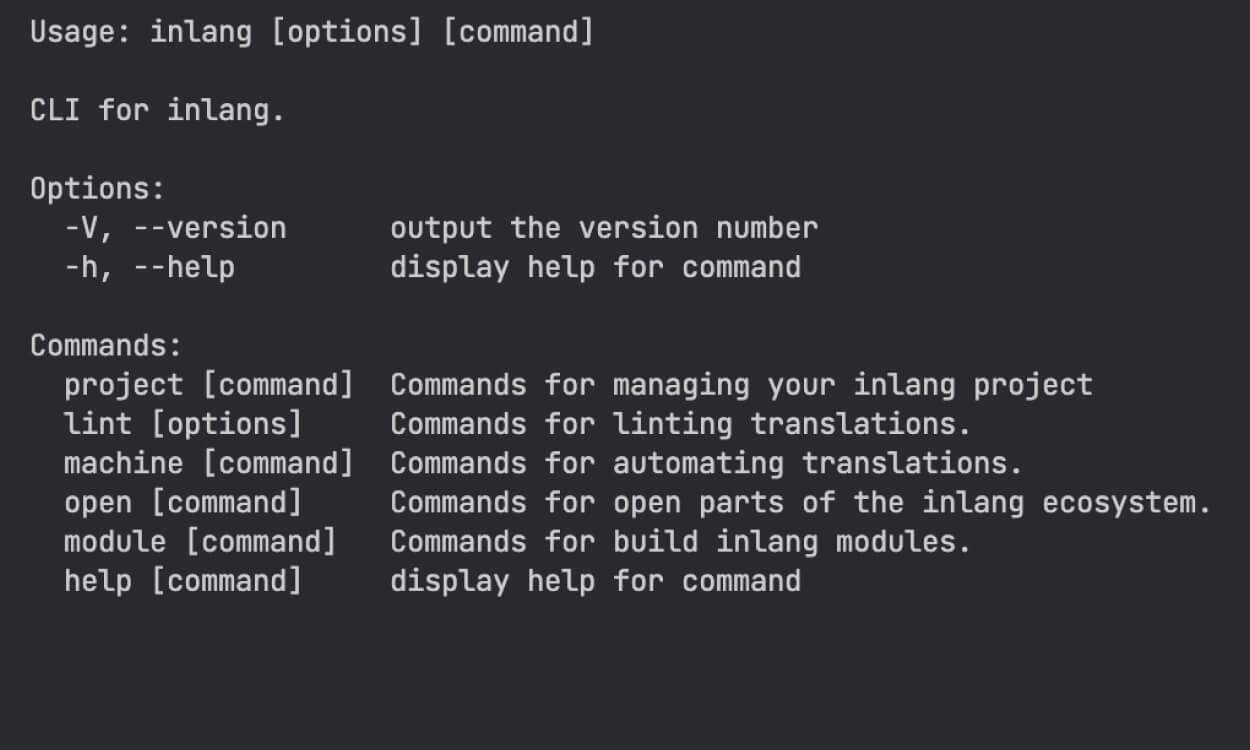 Usage: inlang [options] [command]
CLI for inlang.
Options:
-V, --version output the version number
-h, --help display help for command
Commands:
project [command] Commands for managing your inlang project
lint [options] Commands for linting translations.
machine [command] Commands for automating translations.
open [command] Commands for open parts of the inlang ecosystem.
module [command] Commands for build inlang modules.
help [command] display help for command